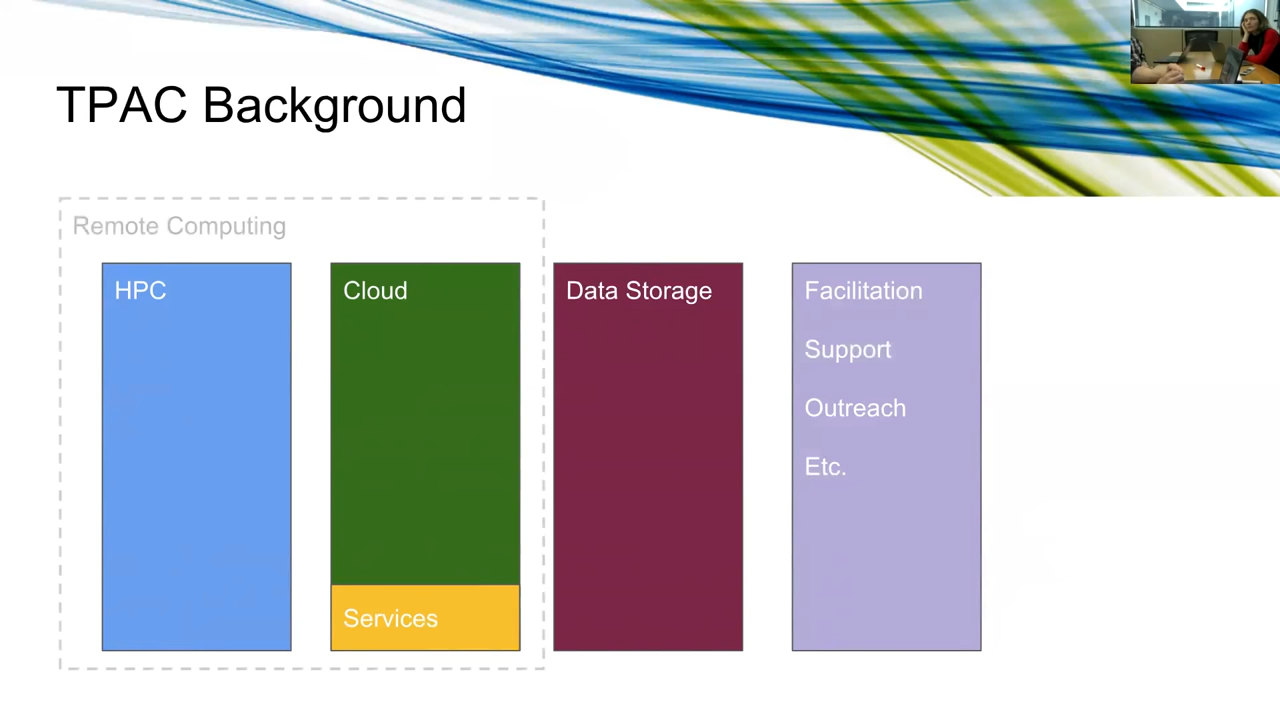 TPAC Background
Remote Computing
HPC
Cloud
Services
Data Storage
Facilitation
Support
Outreach
Etc.